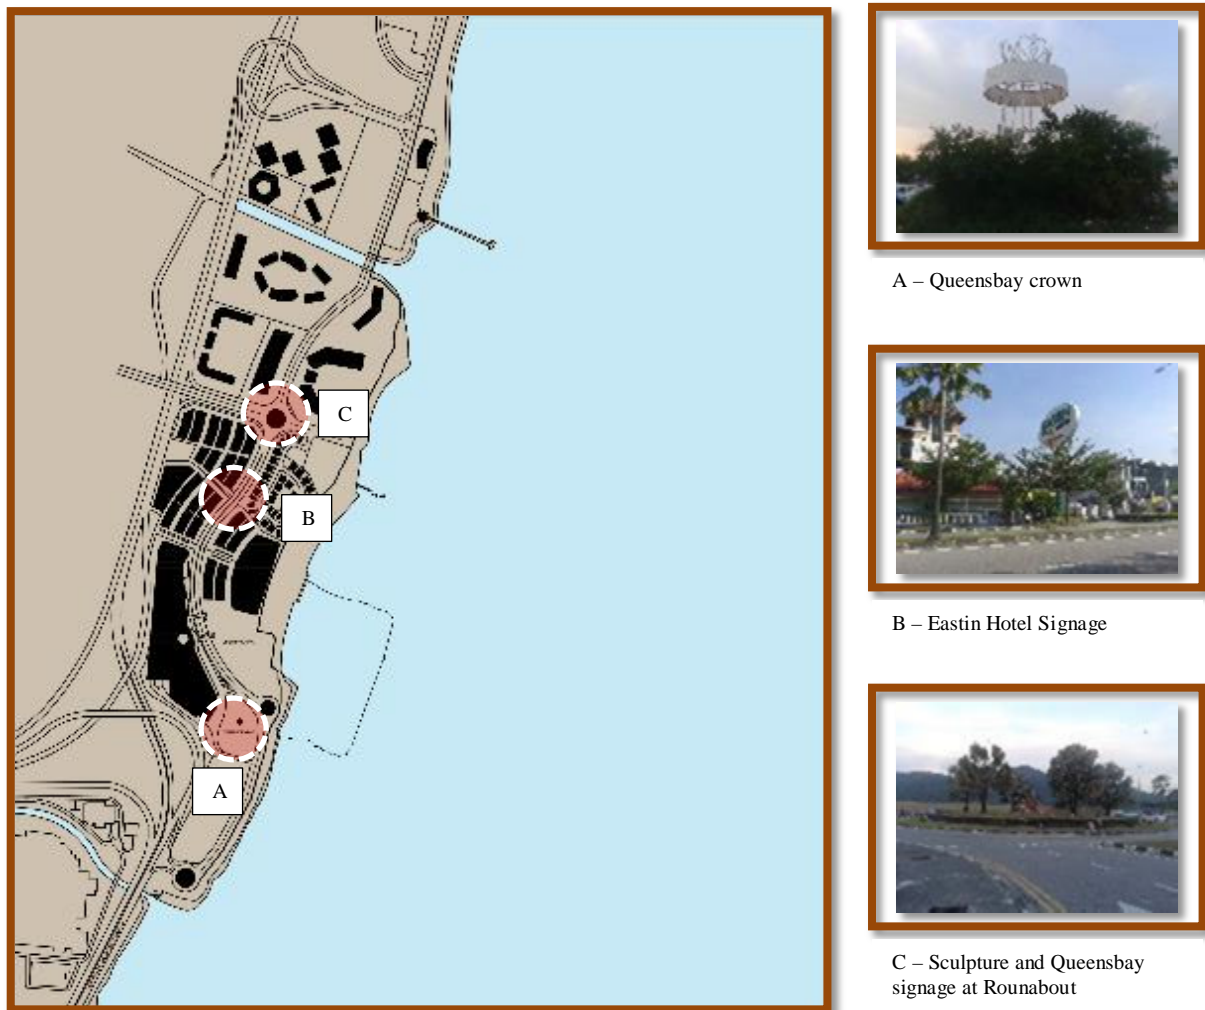 A – Queensbay crown
C
B
B – Eastin Hotel Signage
A
C – Sculpture and Queensbay
signage at Rounabout